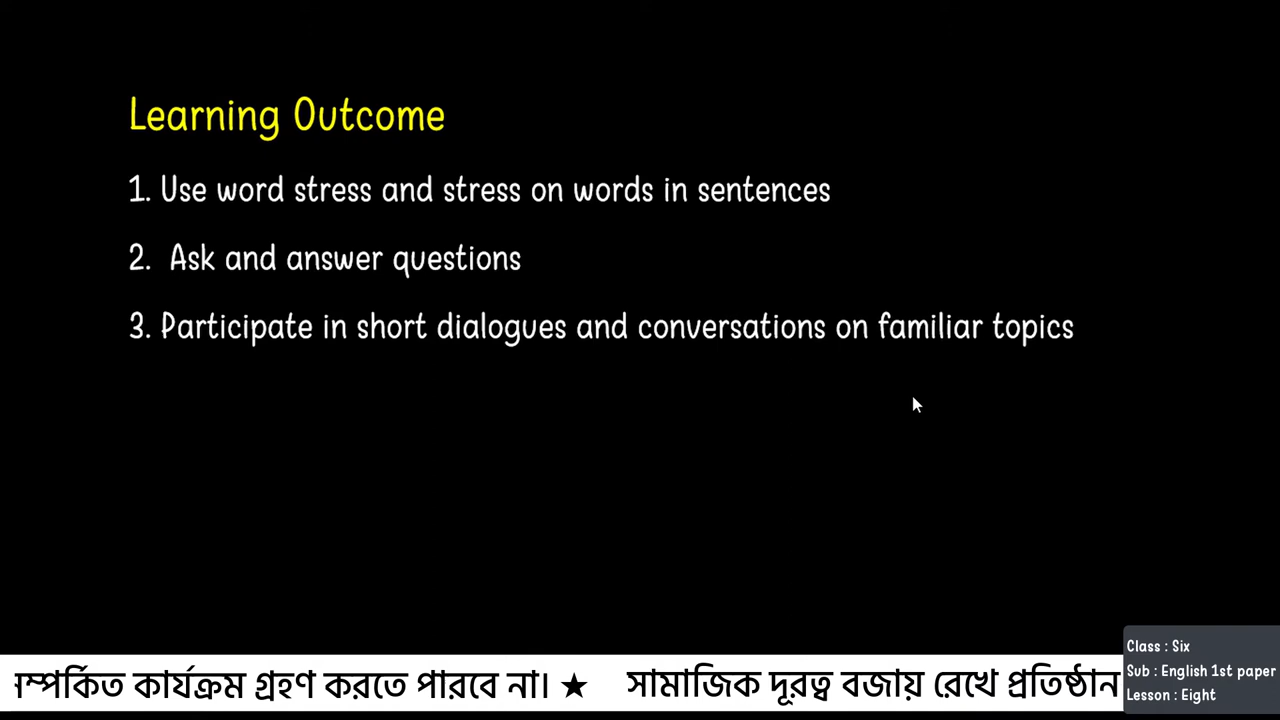 Learning Outcome
1. Use word stress and stress on words in sentences
2. Ask and answer questions
3. Participate in short dialogues and conversations on familiar topics
কার্যক্রম গ্রহণ করতে পারবে না। ★ সামাজিক দূরত্ব বজায় রেখে প্রতিষ্ঠান
Class : Six
Sub : English 1st paper
Lesson : Eight